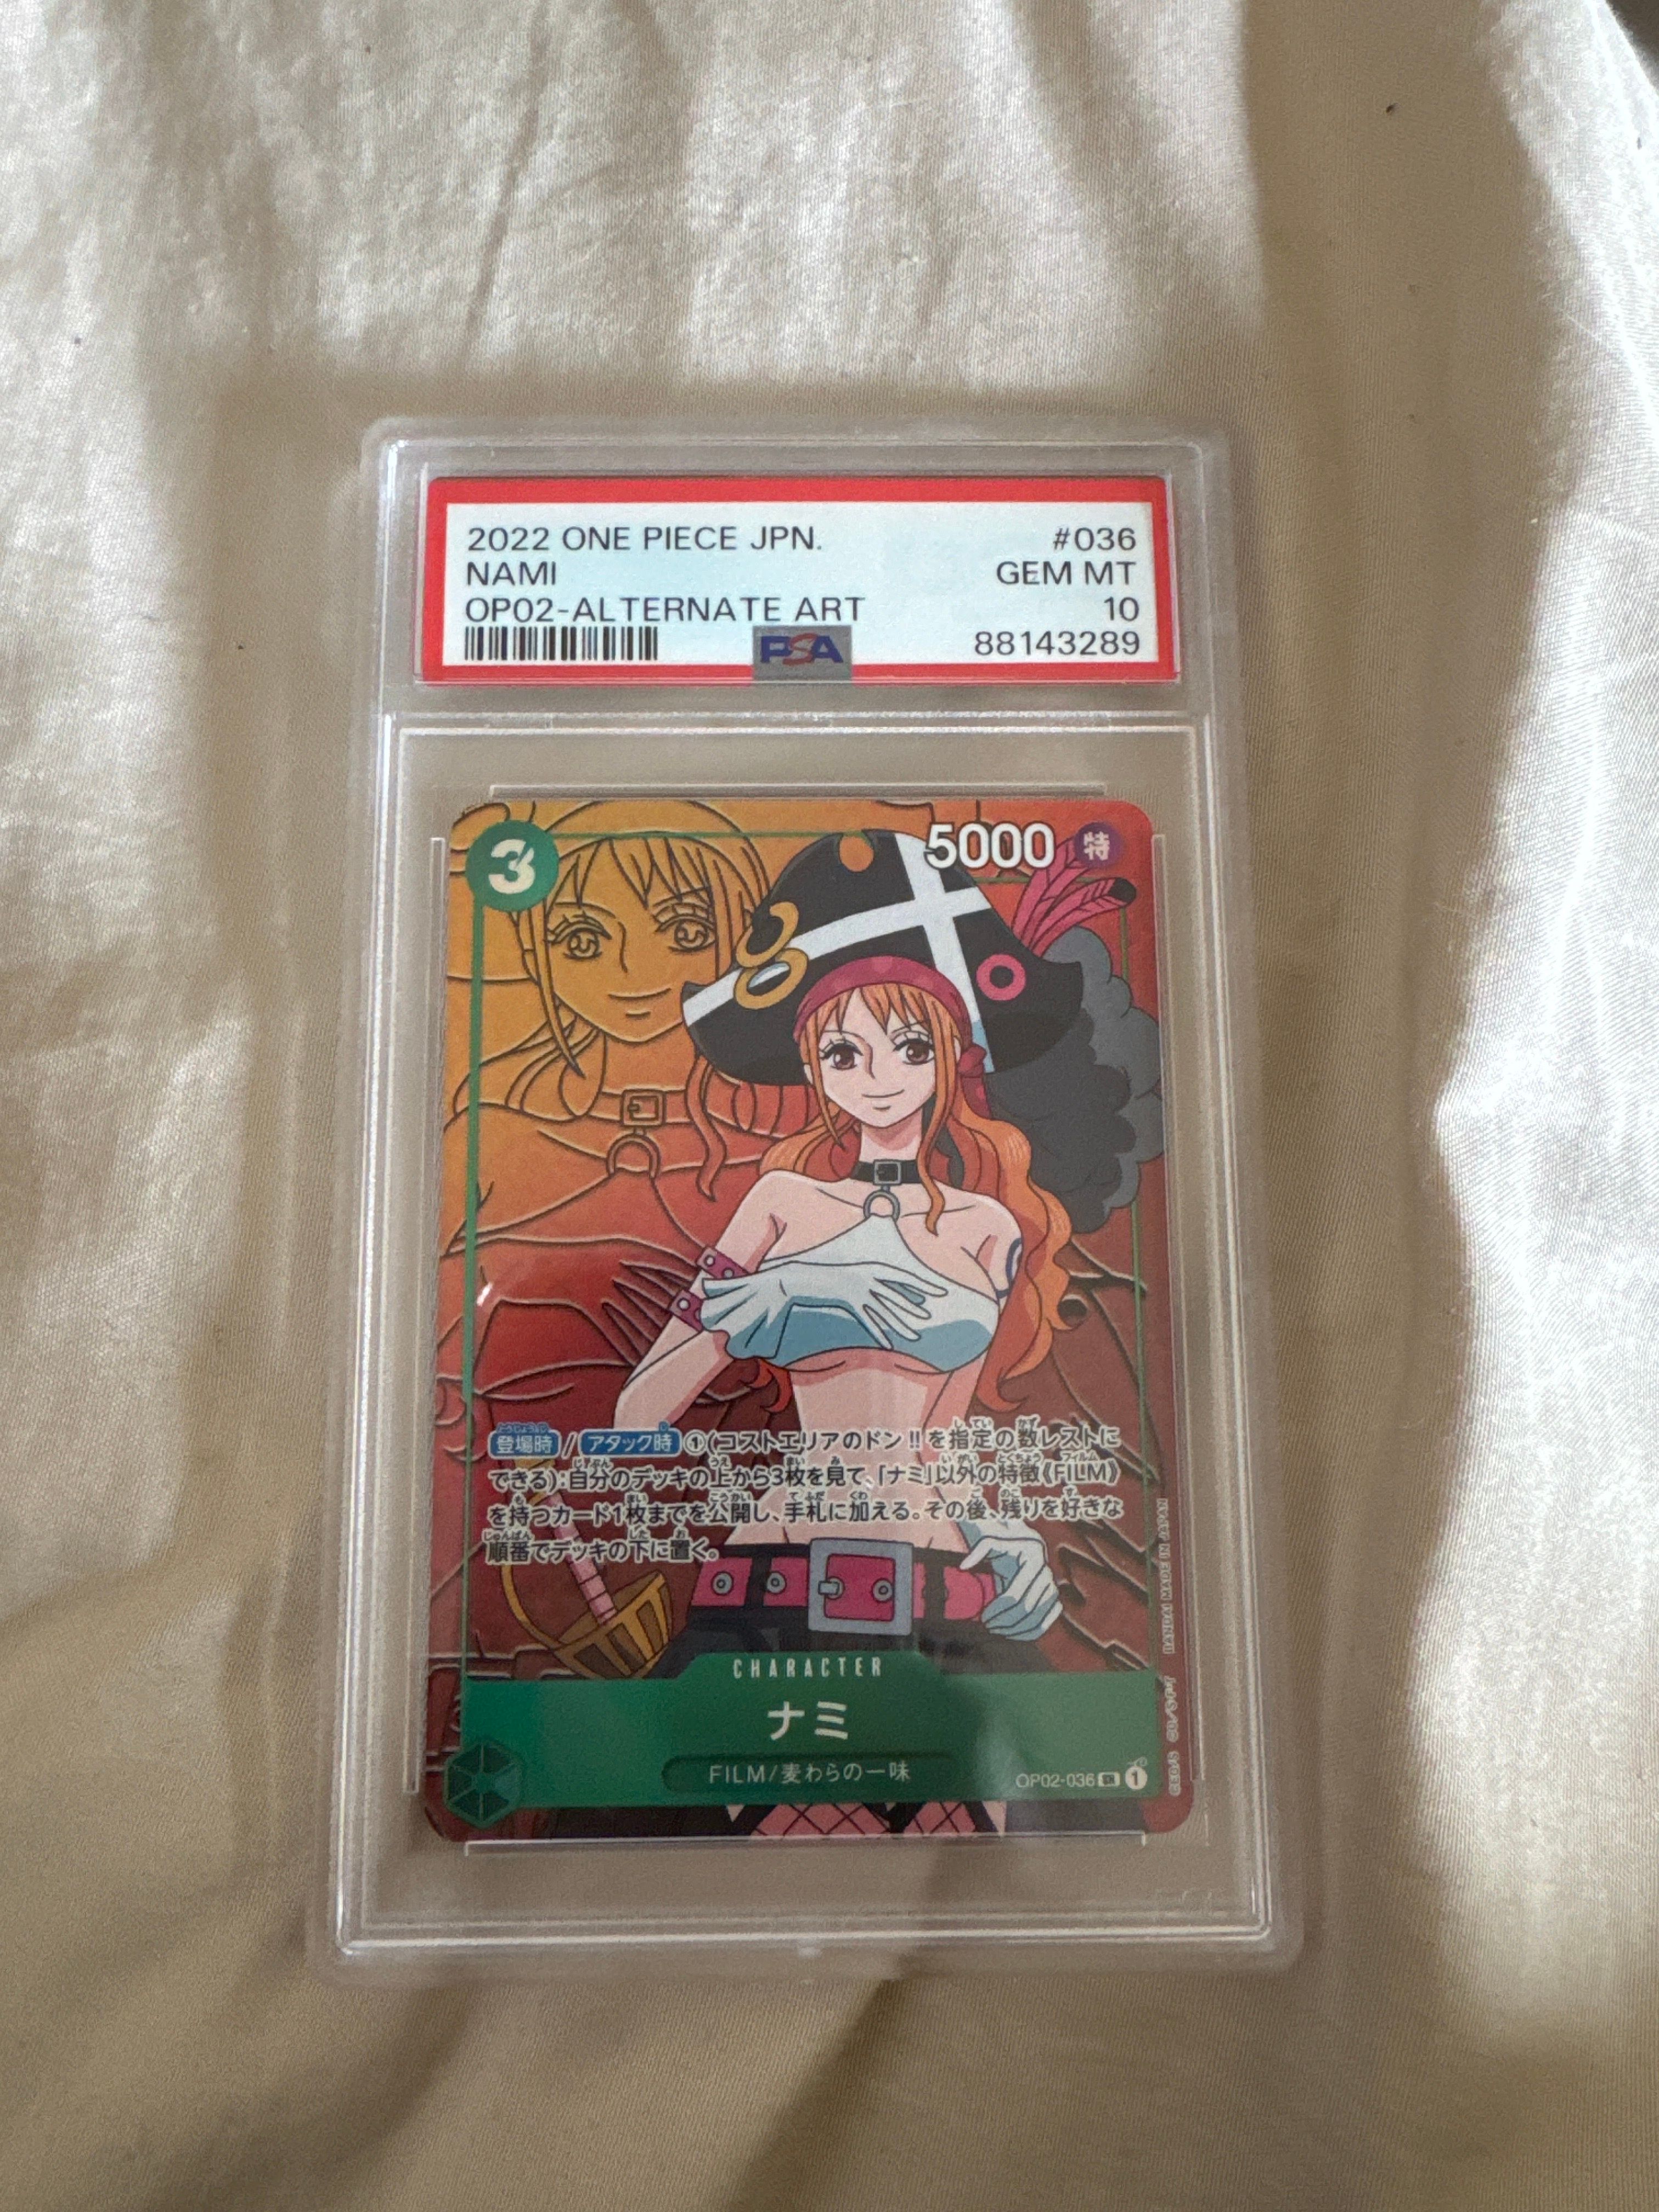 2022 ONE PIECE JPN. #036
NAMI GEM MT
OP02-ALTERNATE ART 10
PSA 88143289
3
5000 特
登場時 / アタック時 ①(コストエリアのドン!!を指定の数レストに
できる):自分のデッキの上から3枚を見て、「ナミ」以外の特徴《FILM》
を持つカード1枚までを公開し、手札に加える。その後、残りを好きな
順番でデッキの下に置く。
CHARACTER
ナミ
FILM/麦わらの一味
OP02-036 SR 1
BANDAI MADE IN JAPAN